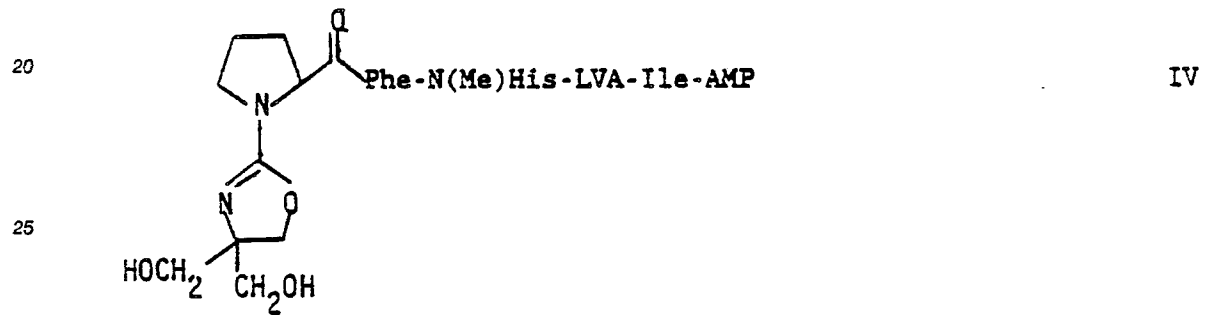 O
20
Phe-N(Me)His-LVA-Ile-AMP IV
N
N O
25
HOCH2
CH2OH